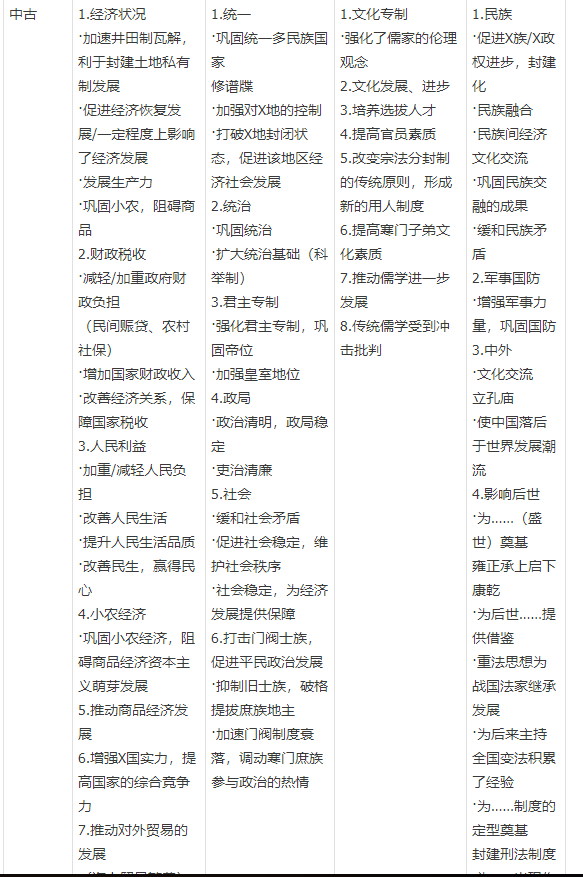 中古
1.经济状况
·加速井田制瓦解，
利于封建土地私有
制发展
·促进经济恢复发
展/一定程度上影响
了经济发展
·发展生产力
·巩固小农，阻碍商
品
2.财政税收
·减轻/加重政府财
政负担
（民间赈贷、农村
社保）
·增加国家财政收入
·改善经济关系，保
障国家税收
3.人民利益
·加重/减轻人民负
担
·改善人民生活
·提升人民生活品质
·改善民生，赢得民
心
4.小农经济
·巩固小农经济，阻
碍商品经济资本主
义萌芽发展
5.推动商品经济发
展
6.增强X国实力，提
高国家的综合竞争
力
7.推动对外贸易的
发展
1.统一
·巩固统一多民族国
家
修谱牒
·加强对X地的控制
·打破X地封闭状
态，促进该地区经
济社会发展
2.统治
·巩固统治
·扩大统治基础（科
举制）
3.君主专制
·强化君主专制，巩
固帝位
·加强皇室地位
4.政局
·政治清明，政局稳
定
·吏治清廉
5.社会
·缓和社会矛盾
·促进社会稳定，维
护社会秩序
·社会稳定，为经济
发展提供保障
6.打击门阀士族，
促进平民政治发展
·抑制旧士族，破格
提拔庶族地主
·加速门阀制度衰
落，调动寒门庶族
参与政治的热情
1.文化专制
·强化了儒家的伦理
观念
2.文化发展、进步
3.培养选拔人才
4.提高官员素质
5.改变宗法分封制
的传统原则，形成
新的用人制度
6.提高寒门子弟文
化素质
7.推动儒学进一步
发展
8.传统儒学受到冲
击批判
1.民族
·促进X族/X政
权进步，封建
化
·民族融合
·民族间经济
文化交流
·巩固民族交
融的成果
·缓和民族矛
盾
2.军事国防
·增强军事力
量，巩固国防
3.中外
·文化交流
立孔庙
·使中国落后
于世界发展潮
流
4.影响后世
·为……（盛
世）奠基
雍正承上启下
康乾
·为后世……提
供借鉴
·重法思想为
战国法家继承
发展
·为后来主持
全国变法积累
了经验
·为……制度的
定型奠基
封建刑法制度